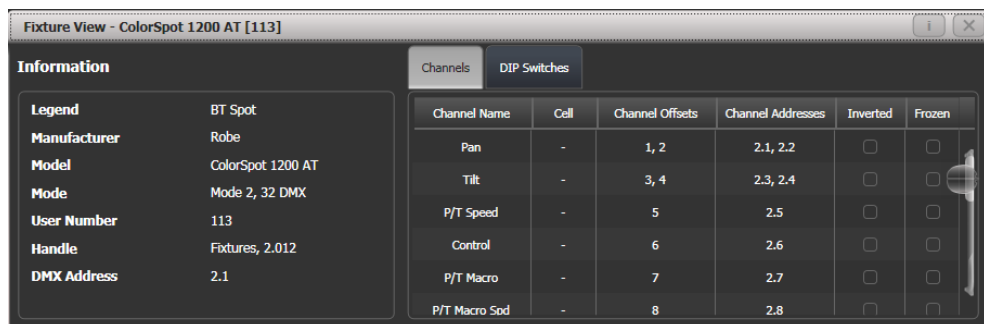 Fixture View - ColorSpot 1200 AT [113]
i
Information
Legend BT Spot
Manufacturer Robe
Model ColorSpot 1200 AT
Mode Mode 2, 32 DMX
User Number 113
Handle Fixtures, 2.012
DMX Address 2.1
Channels DIP Switches
Channel Name Cell Channel Offsets Channel Addresses Inverted Frozen
Pan - 1, 2 2.1, 2.2
Tilt - 3, 4 2.3, 2.4
P/T Speed - 5 2.5
Control - 6 2.6
P/T Macro - 7 2.7
P/T Macro Spd - 8 2.8